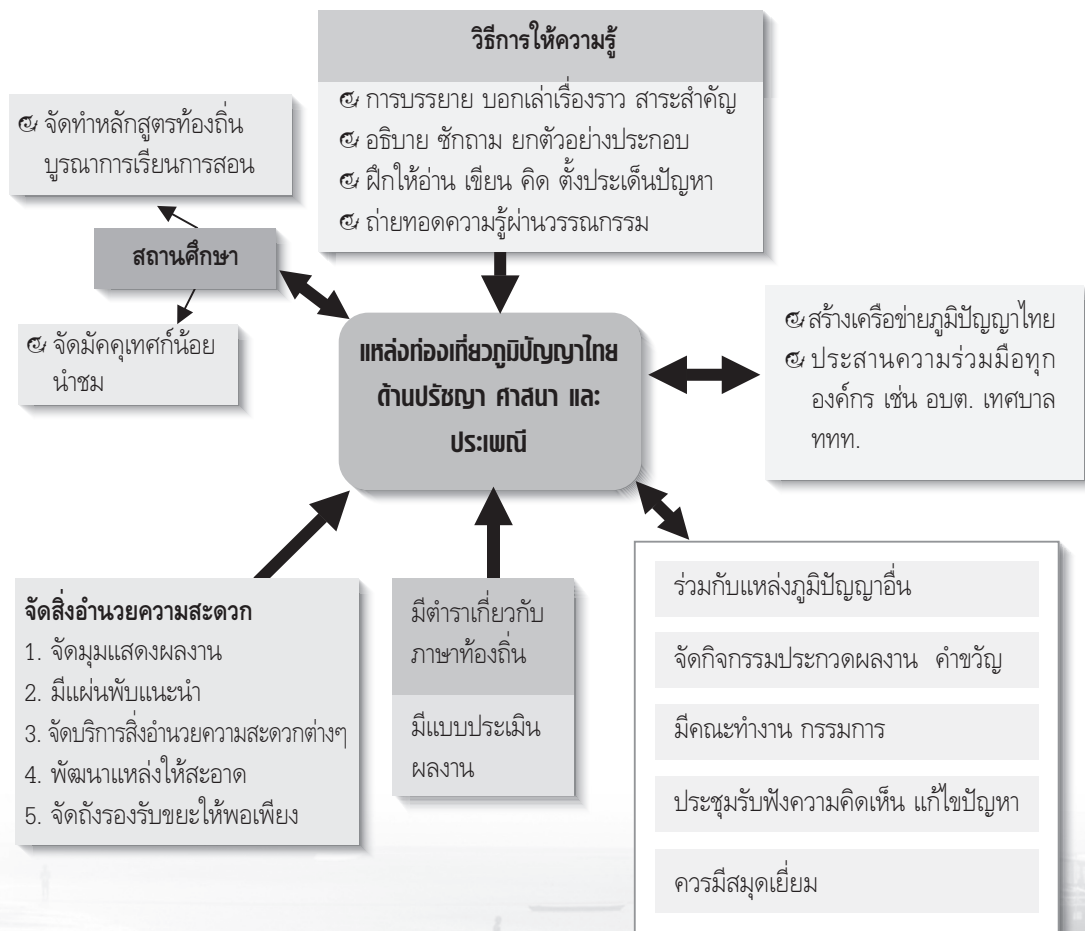 วิธีการให้ความรู้
การบรรยาย บอกเล่าเรื่องราว สาระสำคัญ
อธิบาย ซักถาม ยกตัวอย่างประกอบ
ฝึกให้อ่าน เขียน คิด ตั้งประเด็นปัญหา
ถ่ายทอดความรู้ผ่านวรรณกรรม
จัดทำหลักสูตรท้องถิ่น
บูรณาการเรียนการสอน
สถานศึกษา
จัดมัคคุเทศก์น้อย
นำชม
แหล่งท่องเที่ยวภูมิปัญญาไทย
ด้านปรัชญา ศาสนา และ
ประเพณี
สร้างเครือข่ายภูมิปัญญาไทย
ประสานความร่วมมือทุก
องค์กร เช่น อบต. เทศบาล
ททท.
จัดสิ่งอำนวยความสะดวก
1. จัดมุมแสดงผลงาน
2. มีแผ่นพับแนะนำ
3. จัดบริการสิ่งอำนวยความสะดวกต่างๆ
4. พัฒนาแหล่งให้สะอาด
5. จัดถังรองรับขยะให้พอเพียง
มีตำราเกี่ยวกับ
ภาษาท้องถิ่น
มีแบบประเมิน
ผลงาน
ร่วมกับแหล่งภูมิปัญญาอื่น
จัดกิจกรรมประกวดผลงาน คำขวัญ
มีคณะทำงาน กรรมการ
ประชุมรับฟังความคิดเห็น แก้ไขปัญหา
ควรมีสมุดเยี่ยม